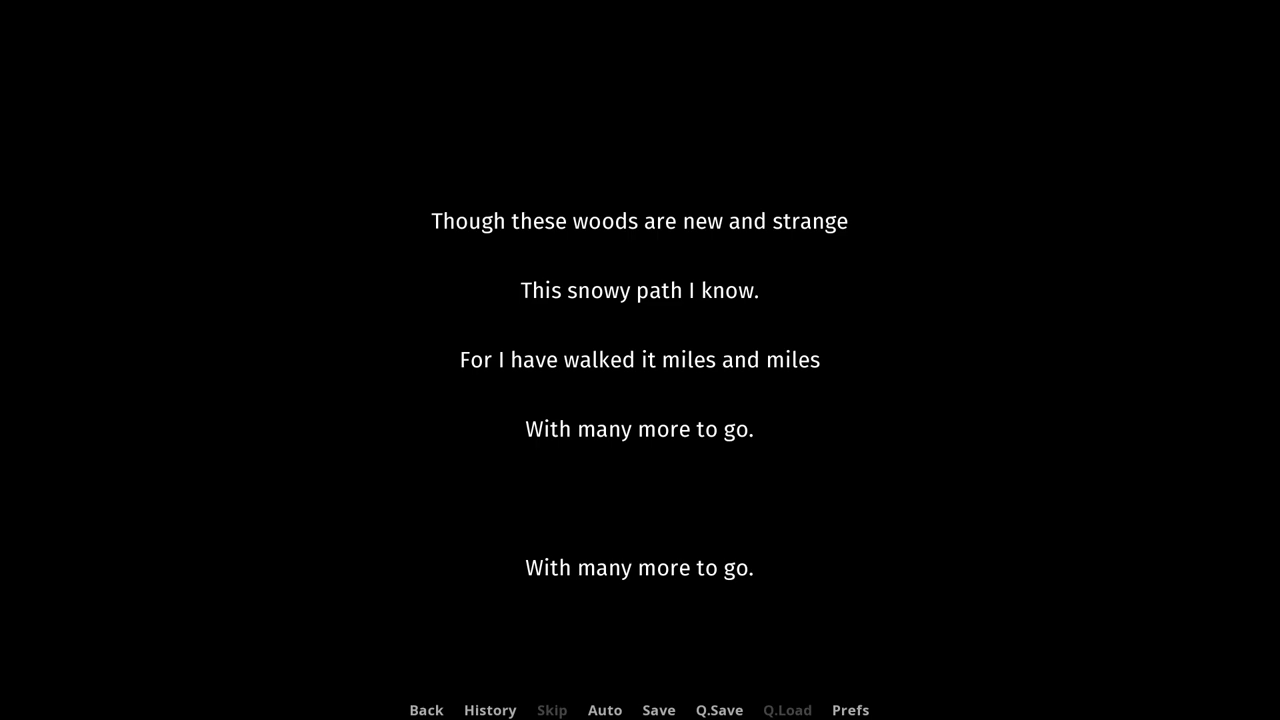 Though these woods are new and strange
This snowy path I know.
For I have walked it miles and miles
With many more to go.
With many more to go.
Back History Skip Auto Save Q.Save Q.Load Prefs